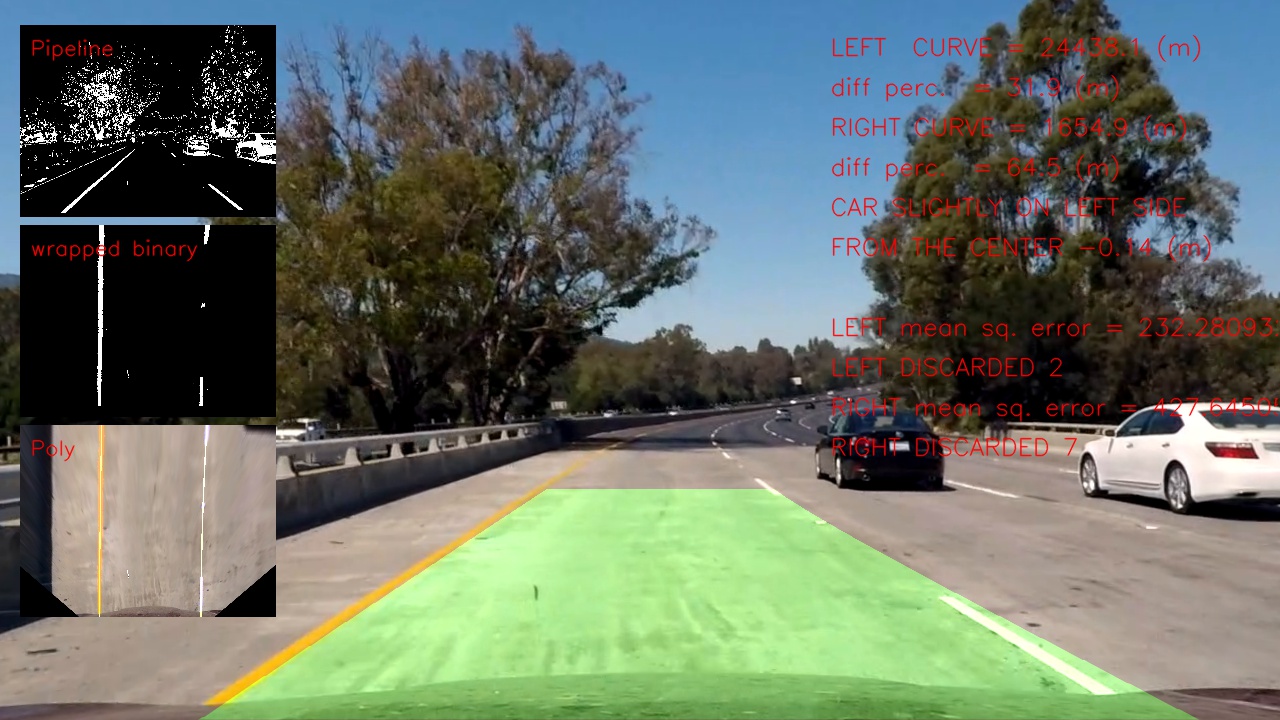 Pipeline
wrapped binary
Poly
LEFT CURVE = 24438.1 (m)
diff perc. = 31.9 (m)
RIGHT CURVE = 1654.9 (m)
diff perc. = 64.5 (m)
CAR SLIGHTLY ON LEFT SIDE
FROM THE CENTER -0.14 (m)
LEFT mean sq. error = 232.28093
LEFT DISCARDED 2
RIGHT mean sq. error = 427.6450
RIGHT DISCARDED 7